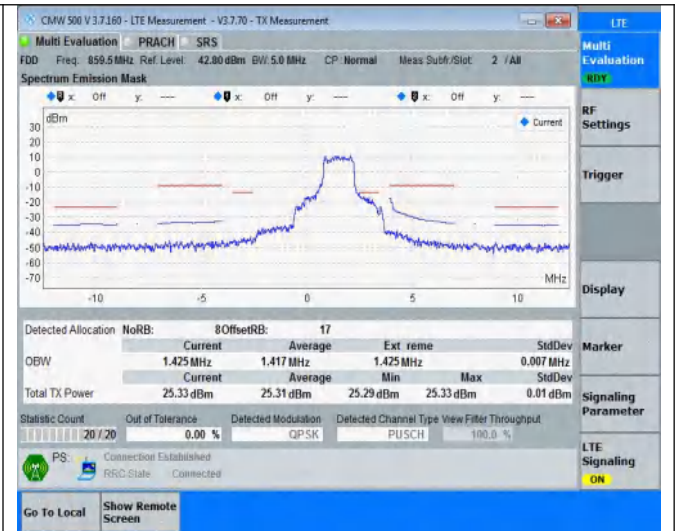 CMW 500 V 3.7.160 - LTE Measurement - V3.7.70 - TX Measurement
LTE
Multi Evaluation PRACH SRS
Multi
Evaluation
RDY
FDD Freq. 859.5 MHz Ref. Level: 42.80 dBm BW: 5.0 MHz CP: Normal Meas Subfr./Slot: 2 /All
Spectrum Emission Mask
x: Off y: --- x: Off y: --- x: Off y: ---
RF
Settings
dBm
Current
30
20
10
0
-10
-20
-30
-40
-50
-60
-70
MHz
-10 -5 0 5 10
Trigger
Display
Detected Allocation NoRB: 8 OffsetRB: 17
Current Average Extreme StdDev
OBW 1.425 MHz 1.417 MHz 1.425 MHz 0.007 MHz
Current Average Min Max StdDev
Total TX Power 25.33 dBm 25.31 dBm 25.29 dBm 25.33 dBm 0.01 dBm
Marker
Signaling
Parameter
Statistic Count Out of Tolerance Detected Modulation Detected Channel Type View Filter Throughput
20 / 20 0.00 % QPSK PUSCH 100.0 %
PS: Connection Established
RRC State Connected
LTE
Signaling
ON
Go To Local
Show Remote
Screen